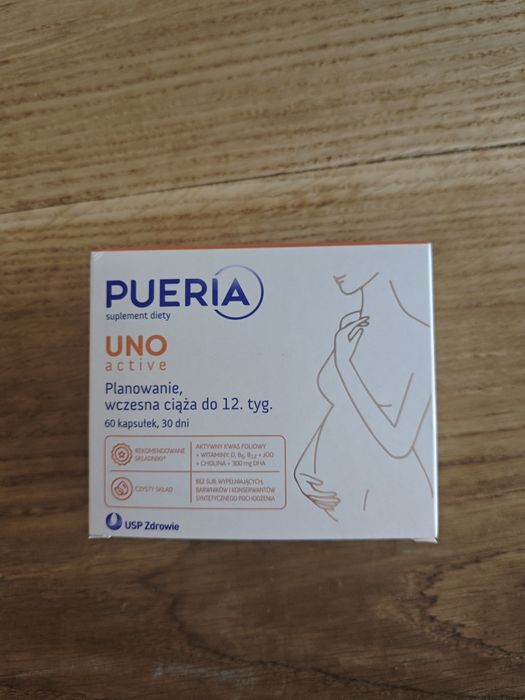 PUERIA
suplement diety
UNO
active
Planowanie,
wczesna ciąża do 12. tyg.
60 kapsułek, 30 dni
REKOMENDOWANE
SKŁADNIKI*
AKTYWNY KWAS FOLIOWY
+ WITAMINY: D, B₆, B₁₂ + JOD
+ CHOLINA + 300 mg DHA
CZYSTY SKŁAD
BEZ SUB. WYPEŁNIAJĄCYCH,
BARWNIKÓW I KONSERWANTÓW
SYNTETYCZNEGO POCHODZENIA
USP Zdrowie